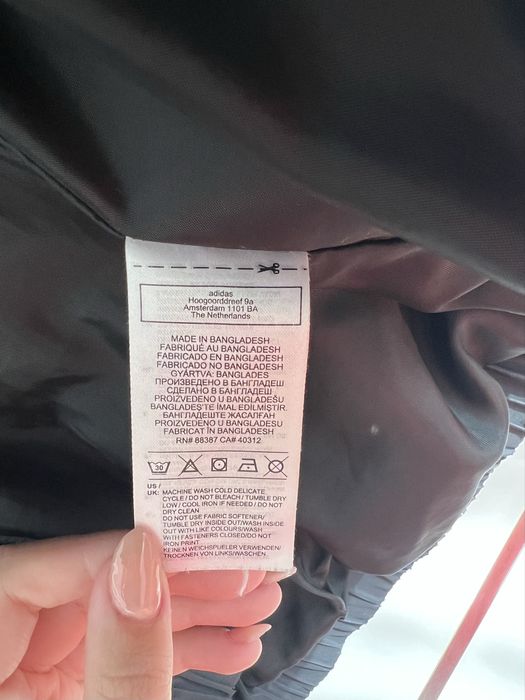 adidas
Hoogoorddreef 9a
Amsterdam 1101 BA
The Netherlands
MADE IN BANGLADESH
FABRIQUÉ AU BANGLADESH
FABRICADO EN BANGLADESH
FABRICADO NO BANGLADESH
GYÁRTVA: BANGLADES
ПРОИЗВЕДЕНО В БАНГЛАДЕШ
СДЕЛАНО В БАНГЛАДЕШ
PROIZVEDENO U BANGLADEŠU
BANGLADEŞ'TE İMAL EDİLMİŞTİR.
БАНГЛАДЕШТЕ ЖАСАЛҒАН
PROIZVEDENO U BANGLADEŠU
FABRICAT ÎN BANGLADESH
RN# 88387 CA# 40312
30
US /
UK: MACHINE WASH COLD DELICATE
CYCLE / DO NOT BLEACH / TUMBLE DRY
LOW / COOL IRON IF NEEDED / DO NOT
DRY CLEAN
DO NOT USE FABRIC SOFTENER/
TUMBLE DRY INSIDE OUT/WASH INSIDE
OUT WITH LIKE COLOURS/WASH
WITH FASTENERS CLOSED/DO NOT
IRON PRINT
KEINEN WEICHSPUELER VERWENDEN/
TROCKNEN VON LINKS/WASCHEN